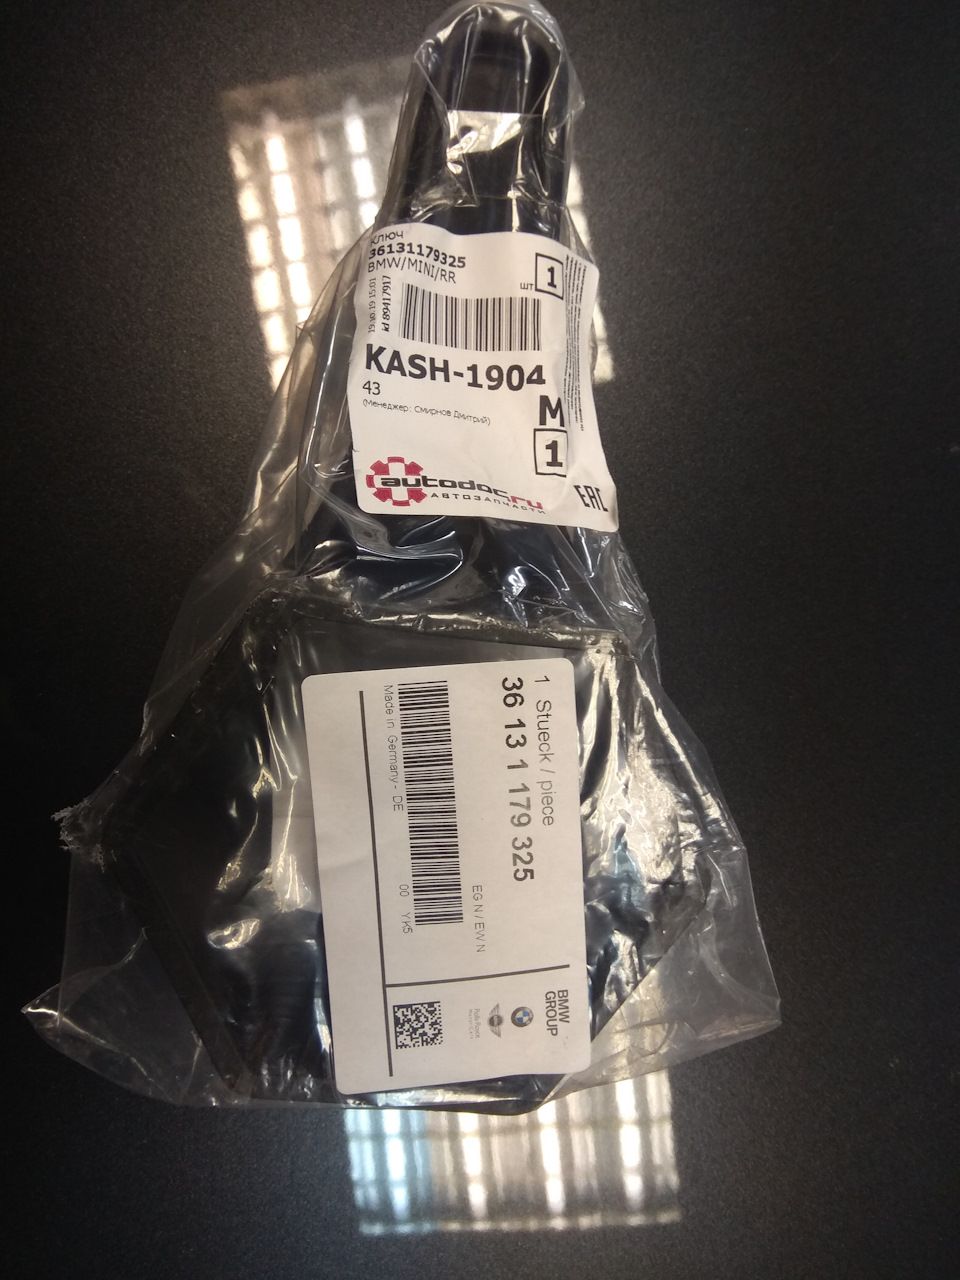 Ключ
36131179325
BMW/MINI/RR
шт
1
KASH-1904
43
(Менеджер: Смирнов Дмитрий)
M
1
autodoc.ru
АВТОЗАПЧАСТИ
EAC
1 Stueck / piece
36 13 1 179 325
EG N / EW N
Made in Germany - DE
00 YK5
BMW
GROUP